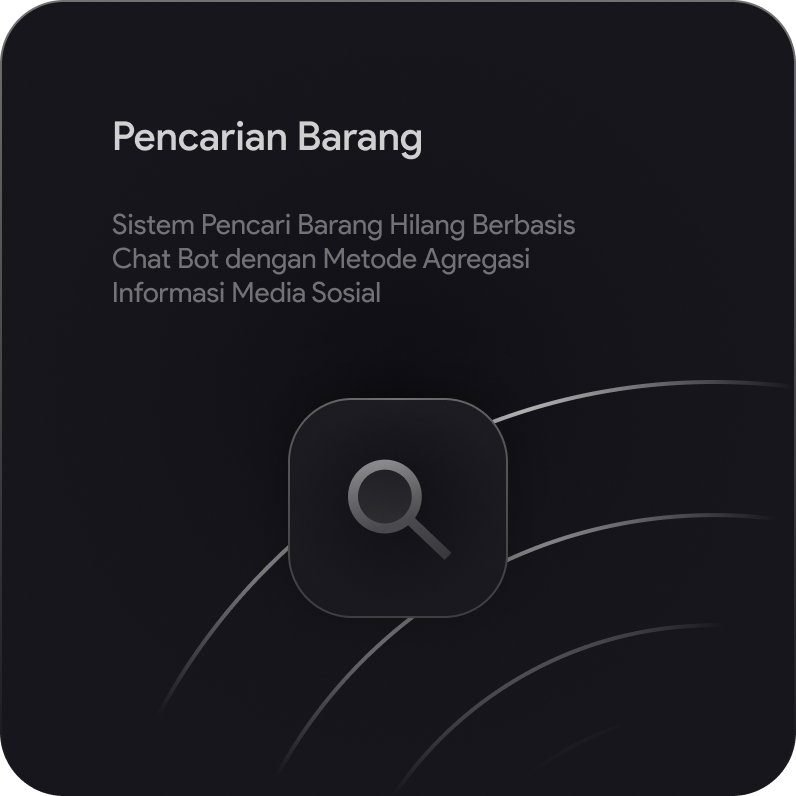 Pencarian Barang
Sistem Pencari Barang Hilang Berbasis
Chat Bot dengan Metode Agregasi
Informasi Media Sosial